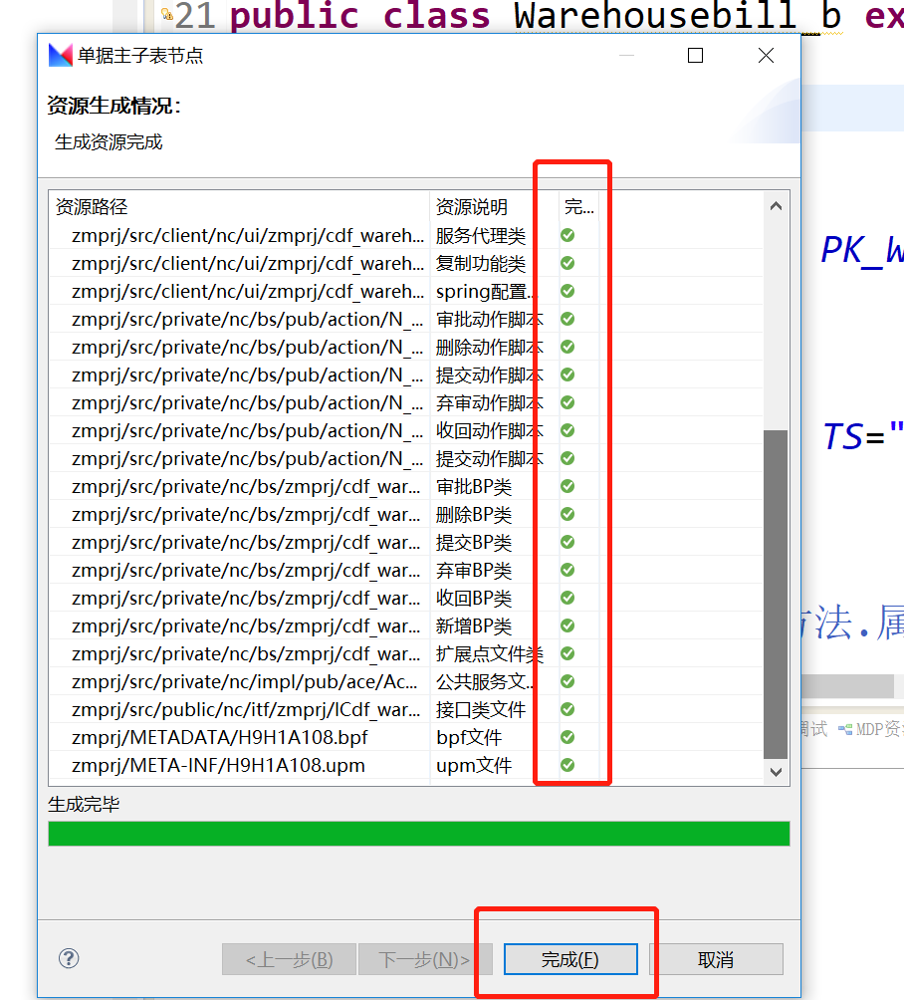 21 public class Warehousebill_b ex
单据主子表节点
资源生成情况：
生成资源完成
资源路径 资源说明 完...
zmprj/src/client/nc/ui/zmprj/cdf_wareh... 服务代理类
zmprj/src/client/nc/ui/zmprj/cdf_wareh... 复制功能类
zmprj/src/client/nc/ui/zmprj/cdf_wareh... spring配置...
zmprj/src/private/nc/bs/pub/action/N_... 审批动作脚本
zmprj/src/private/nc/bs/pub/action/N_... 删除动作脚本
zmprj/src/private/nc/bs/pub/action/N_... 提交动作脚本
zmprj/src/private/nc/bs/pub/action/N_... 弃审动作脚本
zmprj/src/private/nc/bs/pub/action/N_... 收回动作脚本
zmprj/src/private/nc/bs/pub/action/N_... 提交动作脚本
zmprj/src/private/nc/bs/zmprj/cdf_war... 审批BP类
zmprj/src/private/nc/bs/zmprj/cdf_war... 删除BP类
zmprj/src/private/nc/bs/zmprj/cdf_war... 提交BP类
zmprj/src/private/nc/bs/zmprj/cdf_war... 弃审BP类
zmprj/src/private/nc/bs/zmprj/cdf_war... 收回BP类
zmprj/src/private/nc/bs/zmprj/cdf_war... 新增BP类
zmprj/src/private/nc/bs/zmprj/cdf_war... 扩展点文件类
zmprj/src/private/nc/impl/pub/ace/Ac... 公共服务文...
zmprj/src/public/nc/itf/zmprj/ICdf_war... 接口类文件
zmprj/METADATA/H9H1A108.bpf bpf文件
zmprj/META-INF/H9H1A108.upm upm文件
生成完毕
<上一步(B) 下一步(N)> 完成(F) 取消
PK_W
TS="
方法.属
调试 MDP资